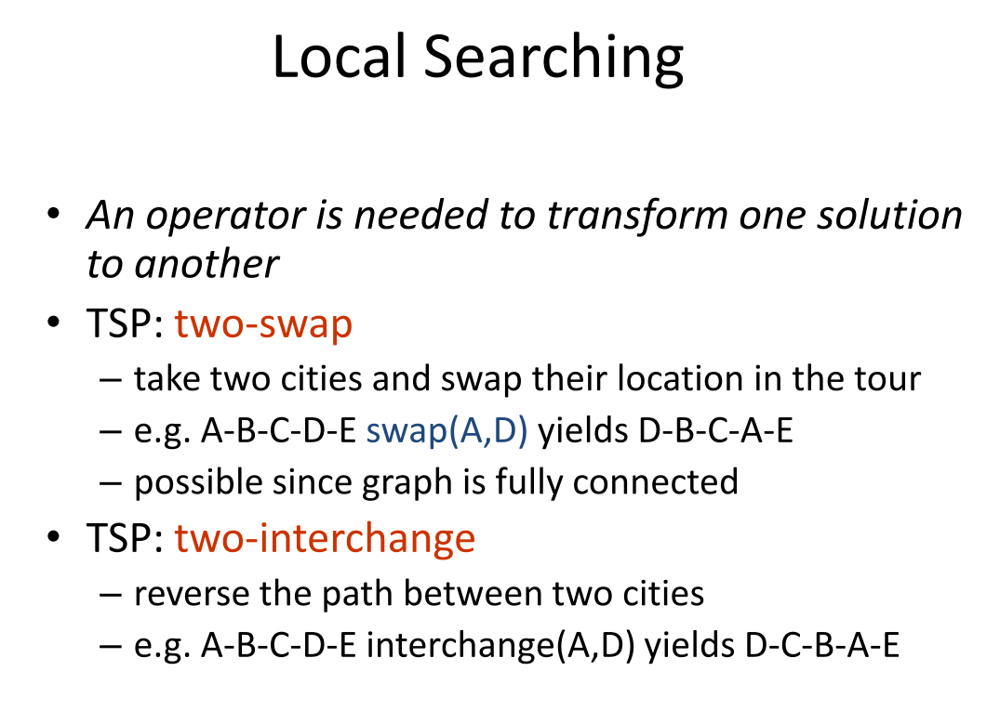 Local Searching
• An operator is needed to transform one solution
to another
• TSP: two-swap
– take two cities and swap their location in the tour
– e.g. A-B-C-D-E swap(A,D) yields D-B-C-A-E
– possible since graph is fully connected
• TSP: two-interchange
– reverse the path between two cities
– e.g. A-B-C-D-E interchange(A,D) yields D-C-B-A-E